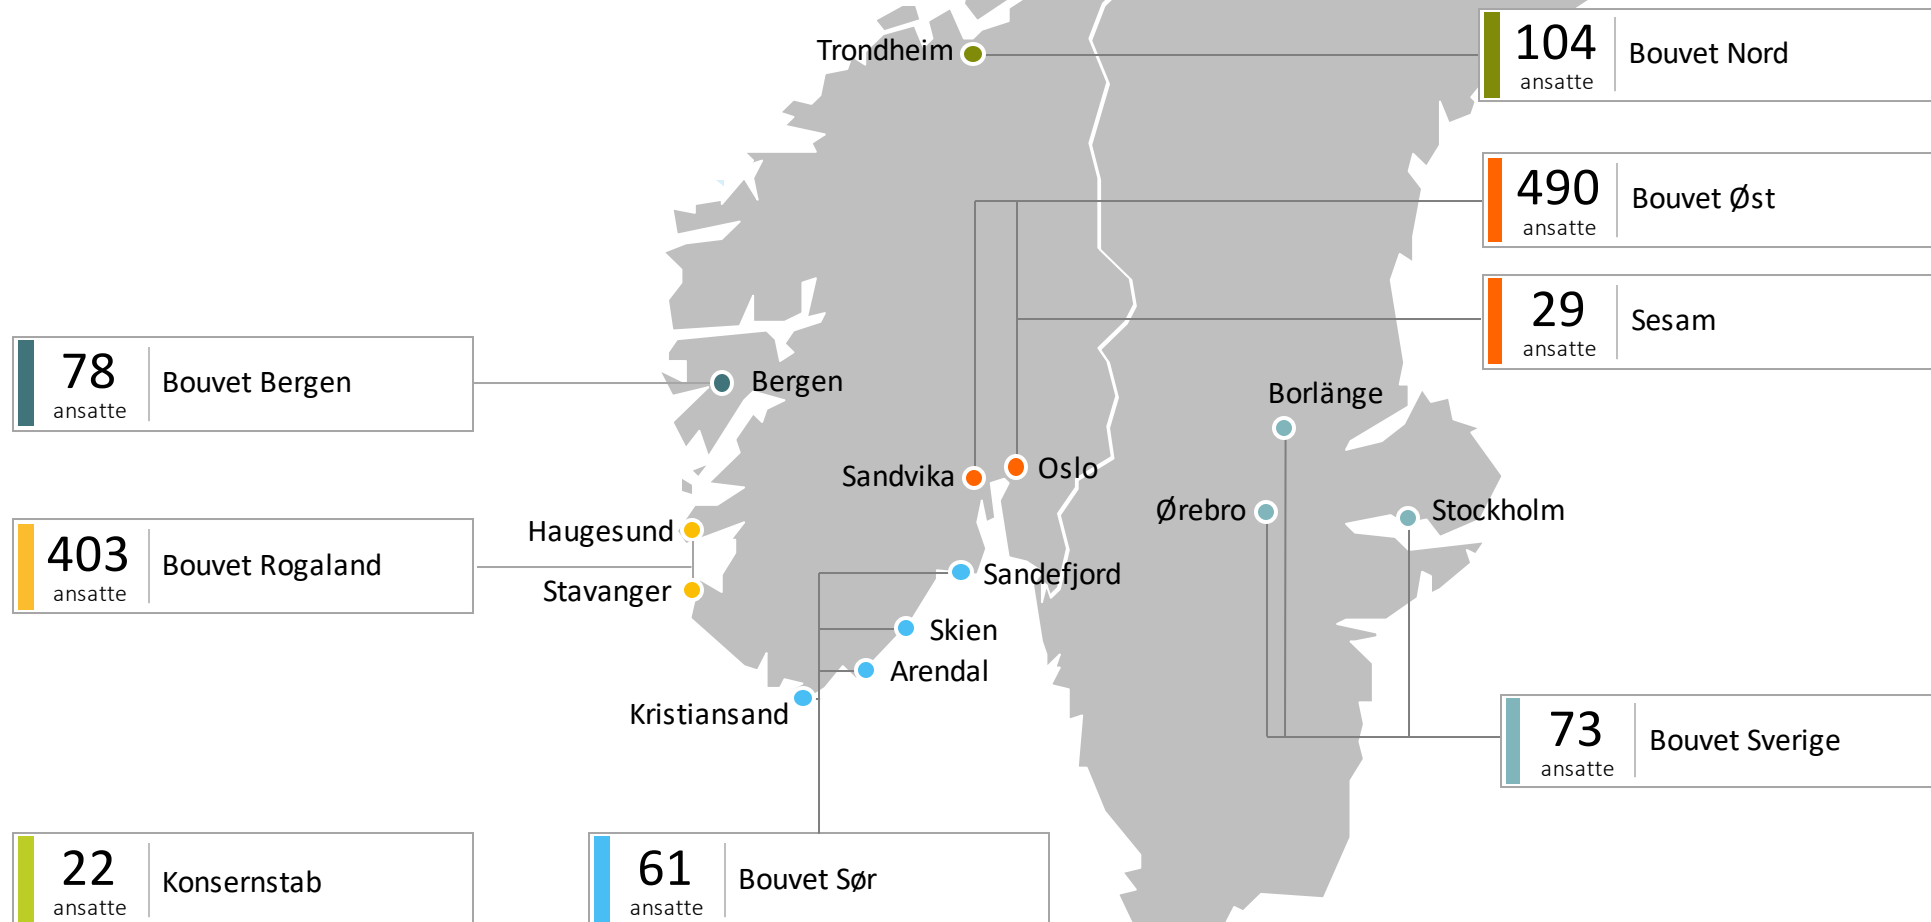 Trondheim
104
ansatte
Bouvet Nord
490
ansatte
Bouvet Øst
29
ansatte
Sesam
78
ansatte
Bouvet Bergen
Bergen
Borlänge
Sandvika
Oslo
Ørebro
Stockholm
403
ansatte
Bouvet Rogaland
Haugesund
Stavanger
Sandefjord
Skien
Arendal
Kristiansand
73
ansatte
Bouvet Sverige
22
ansatte
Konsernstab
61
ansatte
Bouvet Sør